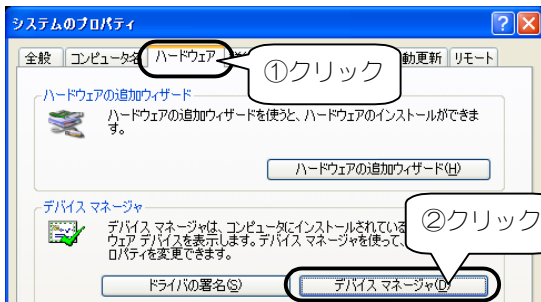 システムのプロパティ
全般 コンピュータ名 ハードウェア 動更新 リモート
①クリック
ハードウェアの追加ウィザード
ハードウェアの追加ウィザードを使うと、ハードウェアのインストールができま
す。
ハードウェアの追加ウィザード(H)
デバイス マネージャ
デバイス マネージャは、コンピュータにインストールされている
ウェア デバイスを表示します。デバイス マネージャを使って、
ロパティを変更できます。
②クリック
ドライバの署名(S) デバイス マネージャ(D)